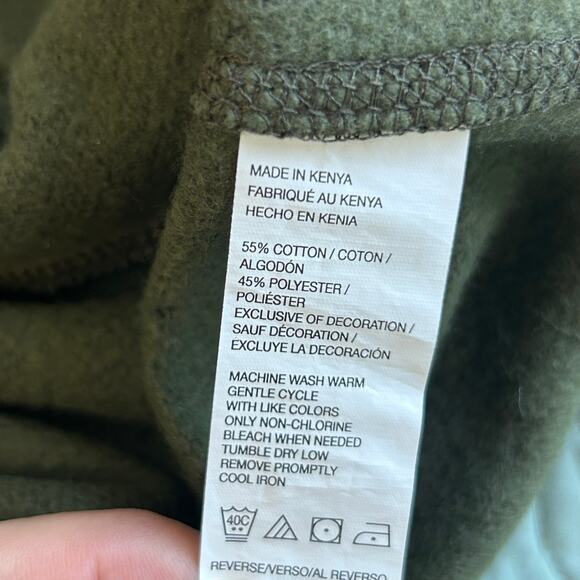 MADE IN KENYA
FABRIQUÉ AU KENYA
HECHO EN KENIA
55% COTTON / COTON /
ALGODÓN
45% POLYESTER /
POLIÉSTER
EXCLUSIVE OF DECORATION /
SAUF DÉCORATION /
EXCLUYE LA DECORACIÓN
MACHINE WASH WARM
GENTLE CYCLE
WITH LIKE COLORS
ONLY NON-CHLORINE
BLEACH WHEN NEEDED
TUMBLE DRY LOW
REMOVE PROMPTLY
COOL IRON
40C
REVERSE/VERSO/AL REVERSO